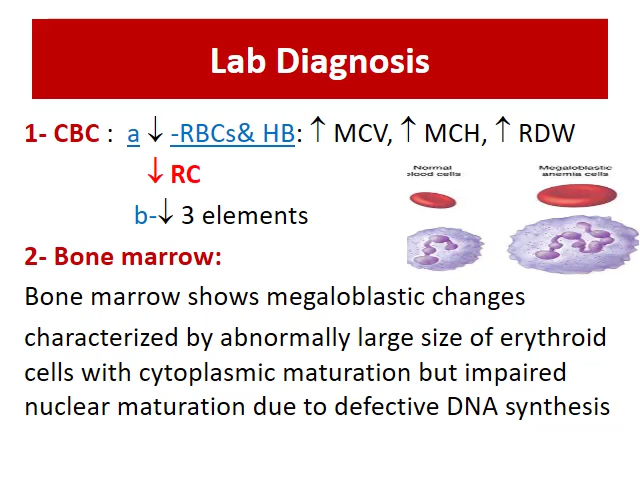 Lab Diagnosis
1- CBC : a ↓ -RBCs& HB: ↑ MCV, ↑ MCH, ↑ RDW
↓ RC
b-↓ 3 elements
Normal
blood cells
Megaloblastic
anemia cells
2- Bone marrow:
Bone marrow shows megaloblastic changes
characterized by abnormally large size of erythroid
cells with cytoplasmic maturation but impaired
nuclear maturation due to defective DNA synthesis